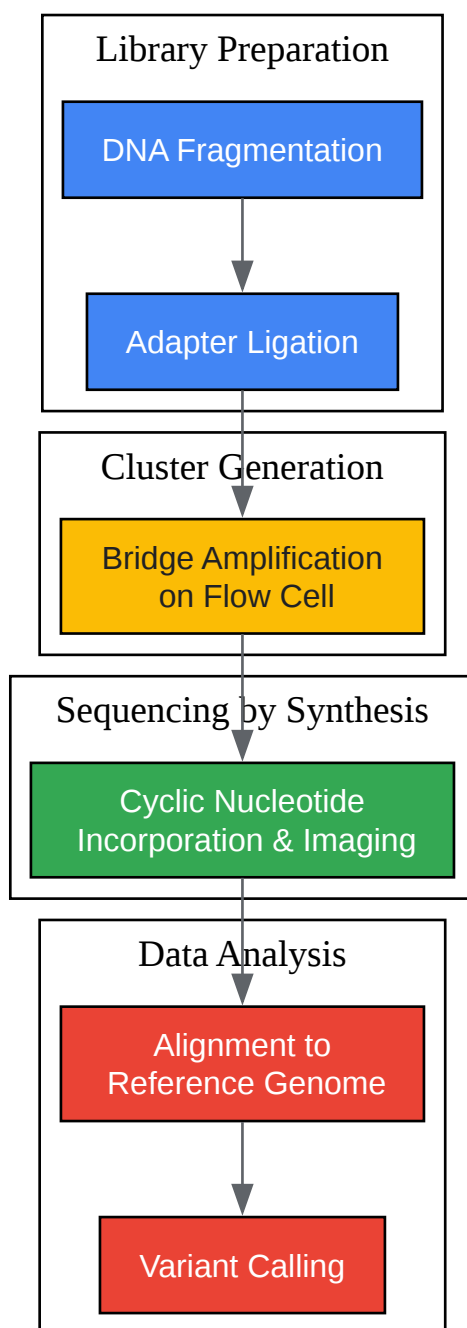 Library Preparation
DNA Fragmentation
Adapter Ligation
Cluster Generation
Bridge Amplification
on Flow Cell
Sequencing by Synthesis
Cyclic Nucleotide
Incorporation & Imaging
Data Analysis
Alignment to
Reference Genome
Variant Calling